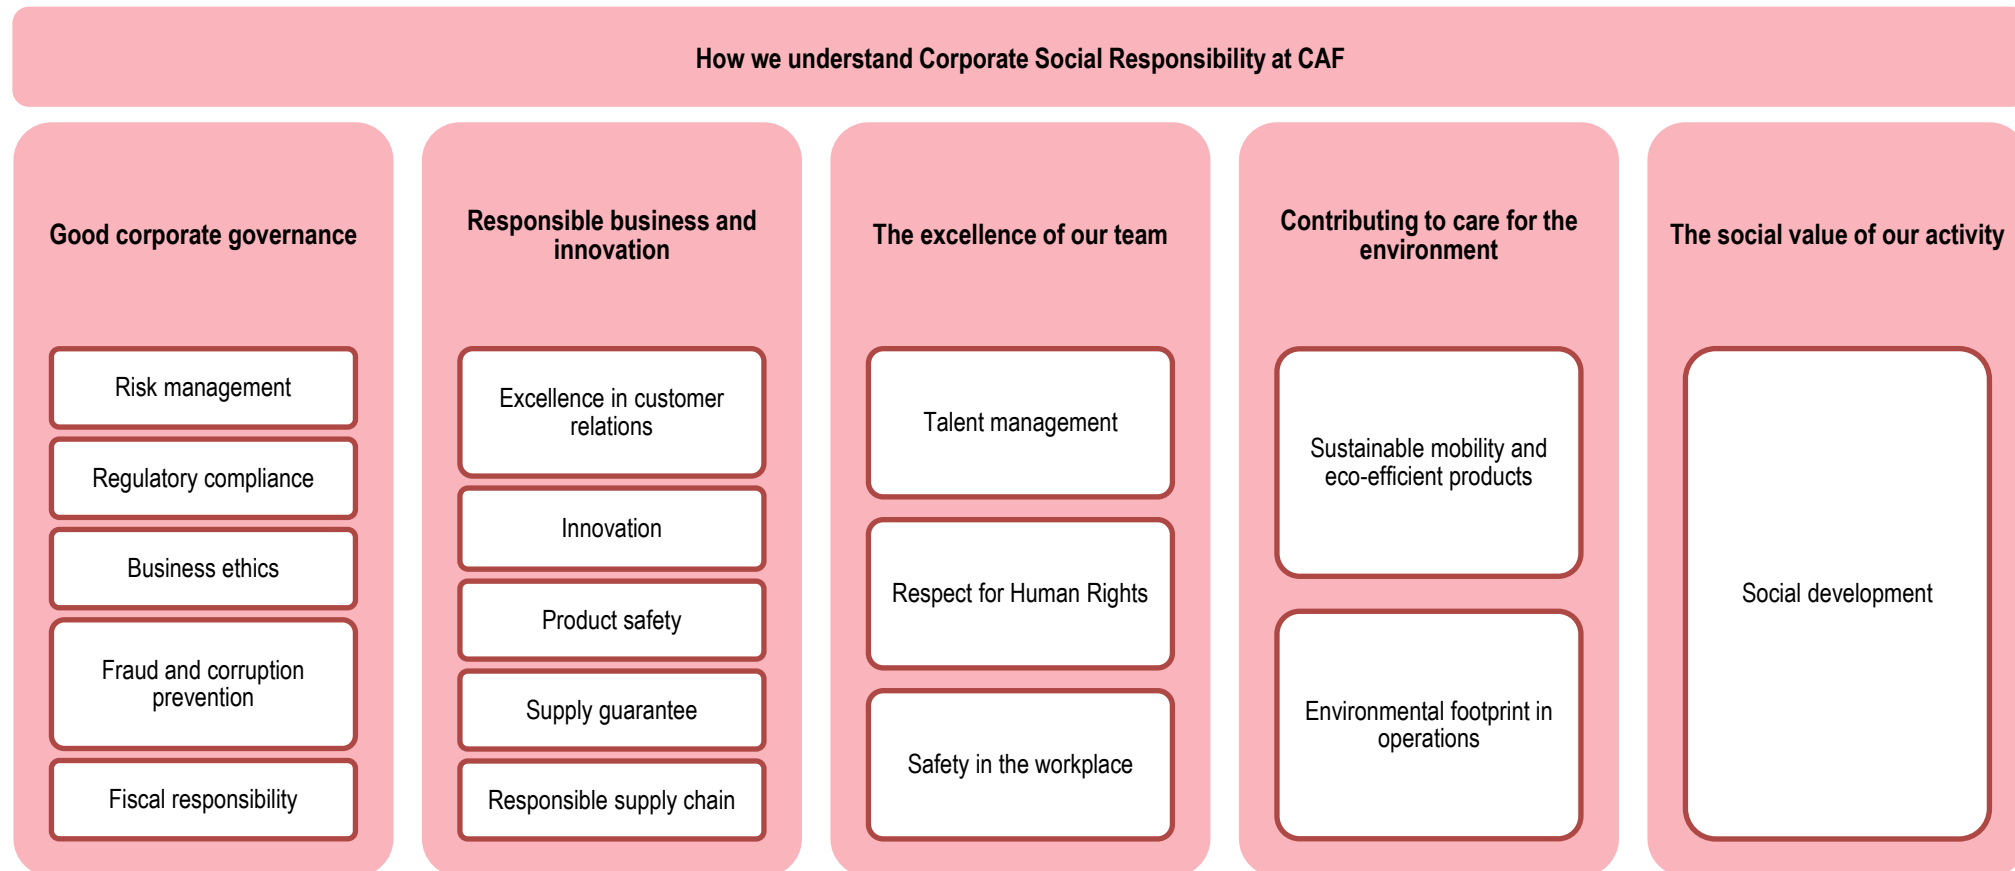 How we understand Corporate Social Responsibility at CAF
Good corporate governance
Risk management
Regulatory compliance
Business ethics
Fraud and corruption
prevention
Fiscal responsibility
Responsible business and
innovation
Excellence in customer
relations
Innovation
Product safety
Supply guarantee
Responsible supply chain
The excellence of our team
Talent management
Respect for Human Rights
Safety in the workplace
Contributing to care for the
environment
Sustainable mobility and
eco-efficient products
Environmental footprint in
operations
The social value of our activity
Social development